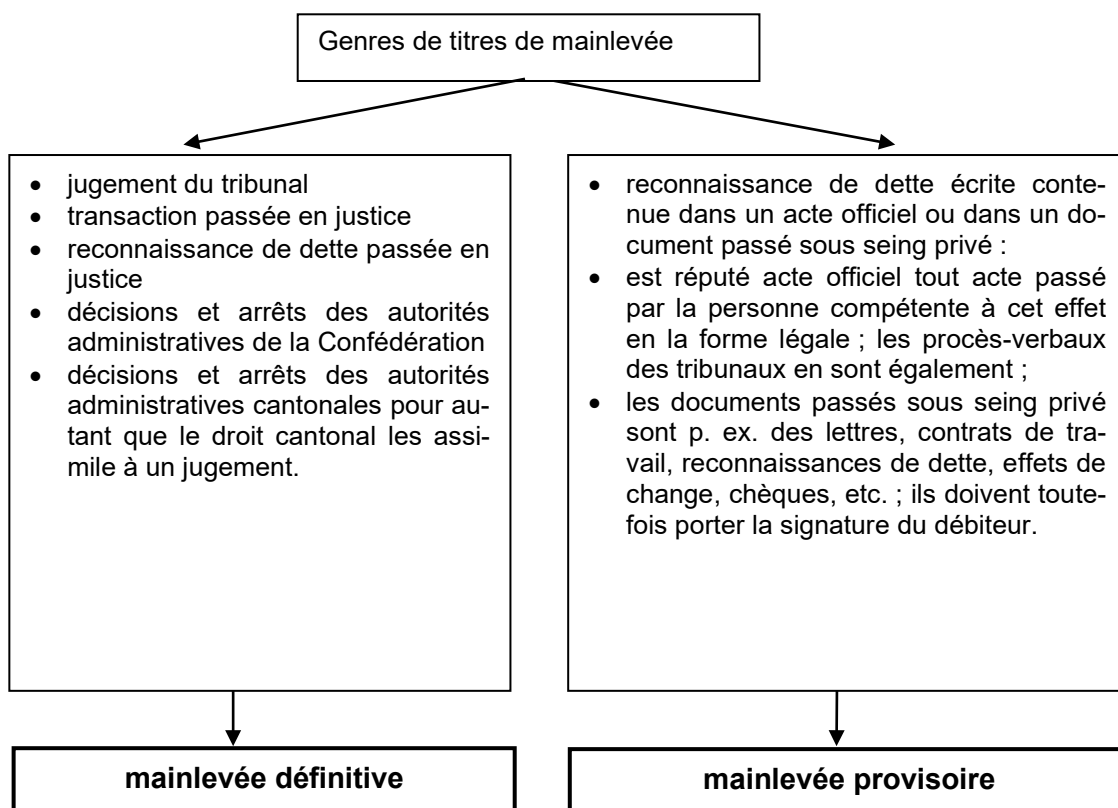 Genres de titres de mainlevée
• jugement du tribunal
• transaction passée en justice
• reconnaissance de dette passée en
justice
• décisions et arrêts des autorités
administratives de la Confédération
• décisions et arrêts des autorités
administratives cantonales pour au-
tant que le droit cantonal les assi-
mile à un jugement.
• reconnaissance de dette écrite conte-
nue dans un acte officiel ou dans un do-
cument passé sous seing privé :
• est réputé acte officiel tout acte passé
par la personne compétente à cet effet
en la forme légale ; les procès-verbaux
des tribunaux en sont également ;
• les documents passés sous seing privé
sont p. ex. des lettres, contrats de tra-
vail, reconnaissances de dette, effets de
change, chèques, etc. ; ils doivent toute-
fois porter la signature du débiteur.
mainlevée définitive
mainlevée provisoire